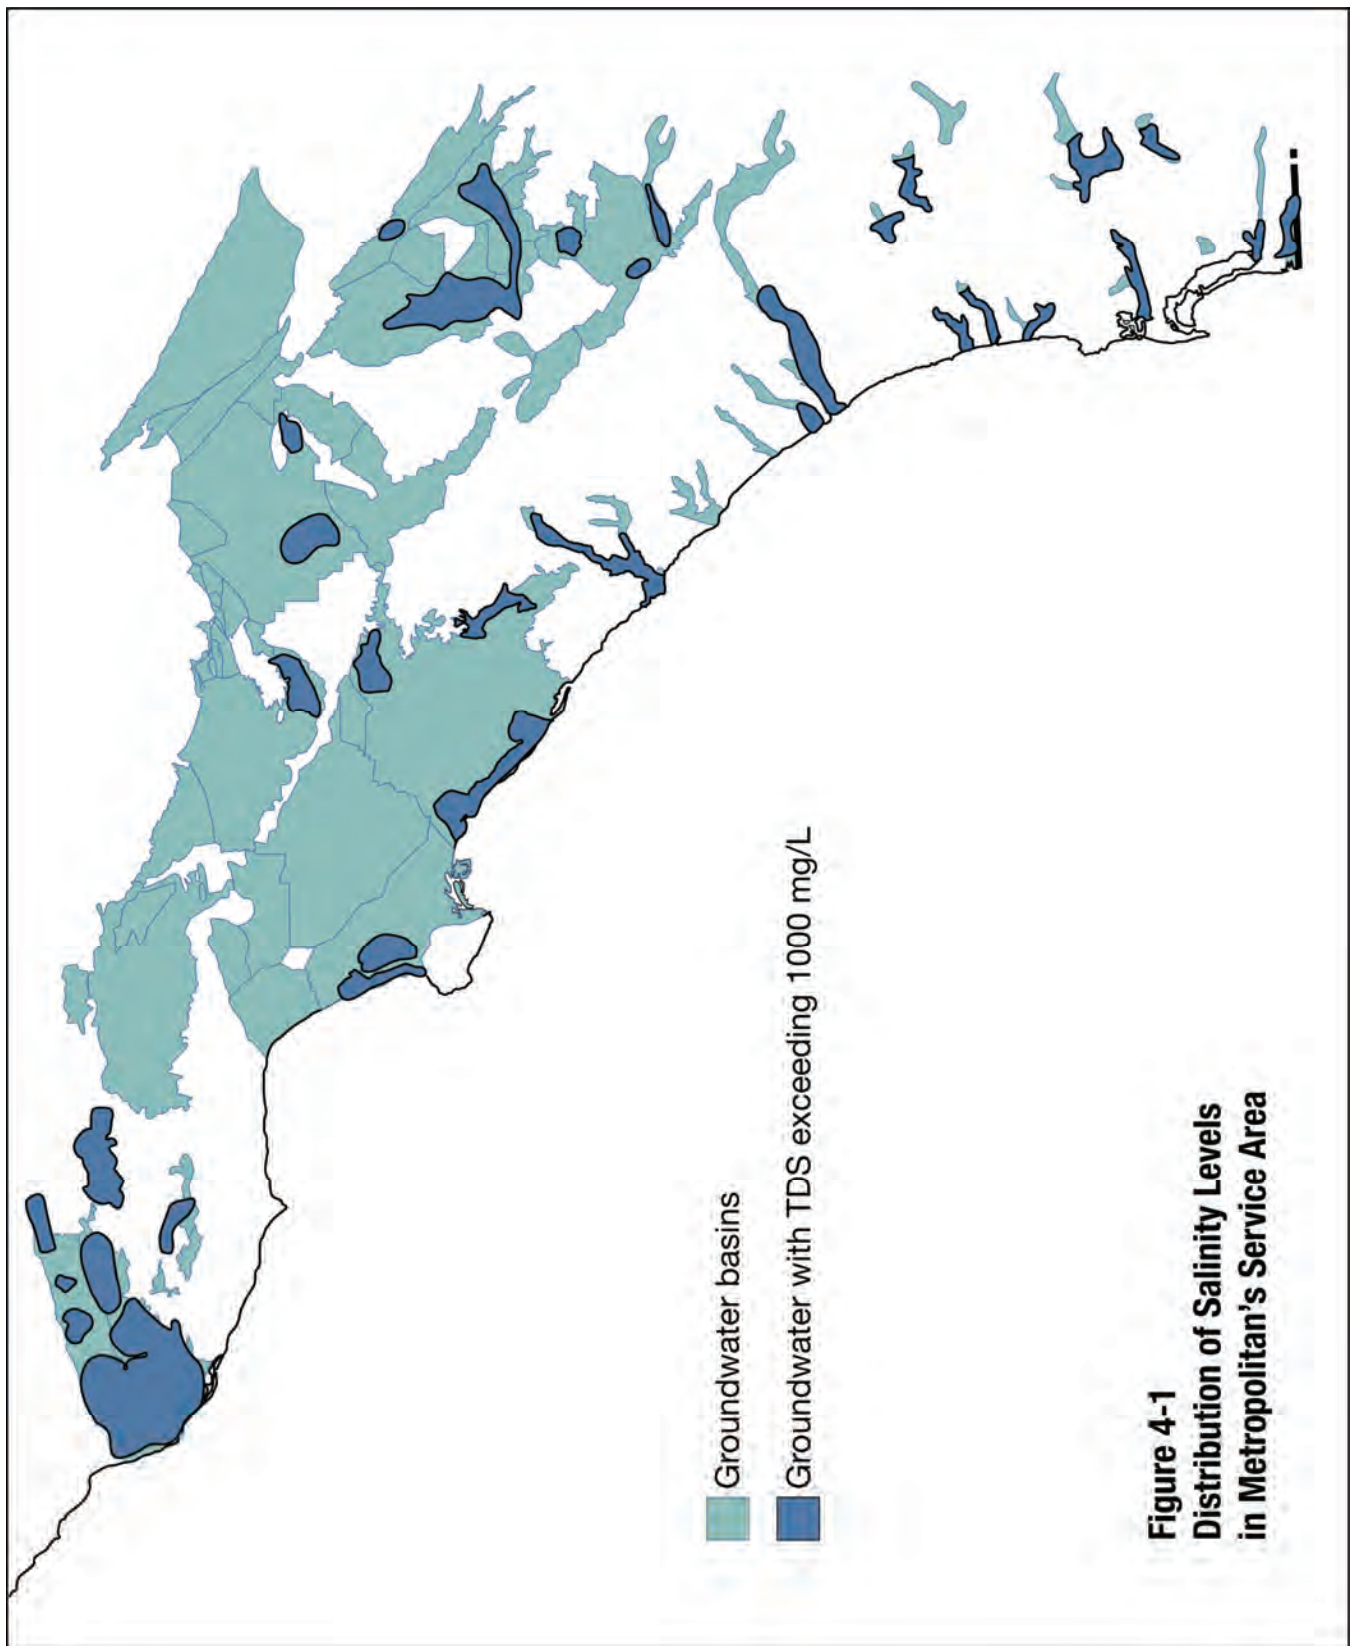 Groundwater basins
Groundwater with TDS exceeding 1000 mg/L
Figure 4-1
Distribution of Salinity Levels
in Metropolitan's Service Area